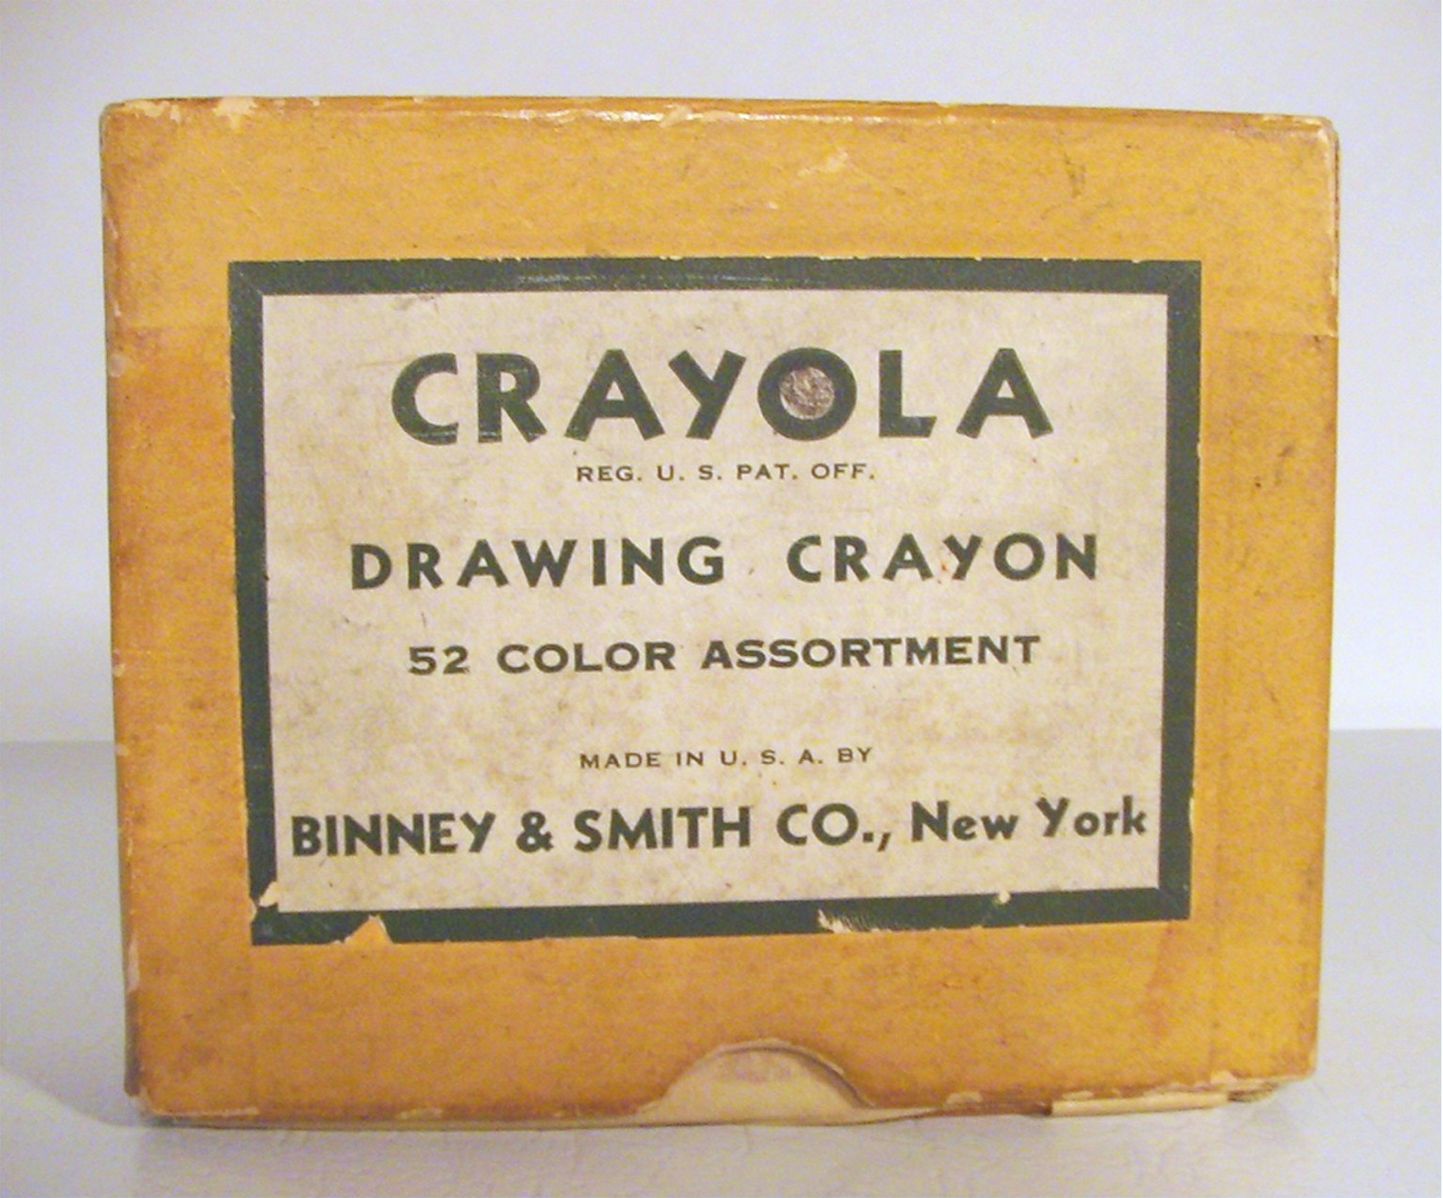 CRAYOLA
REG. U. S. PAT. OFF.
DRAWING CRAYON
52 COLOR ASSORTMENT
MADE IN U. S. A. BY
BINNEY & SMITH CO., New York